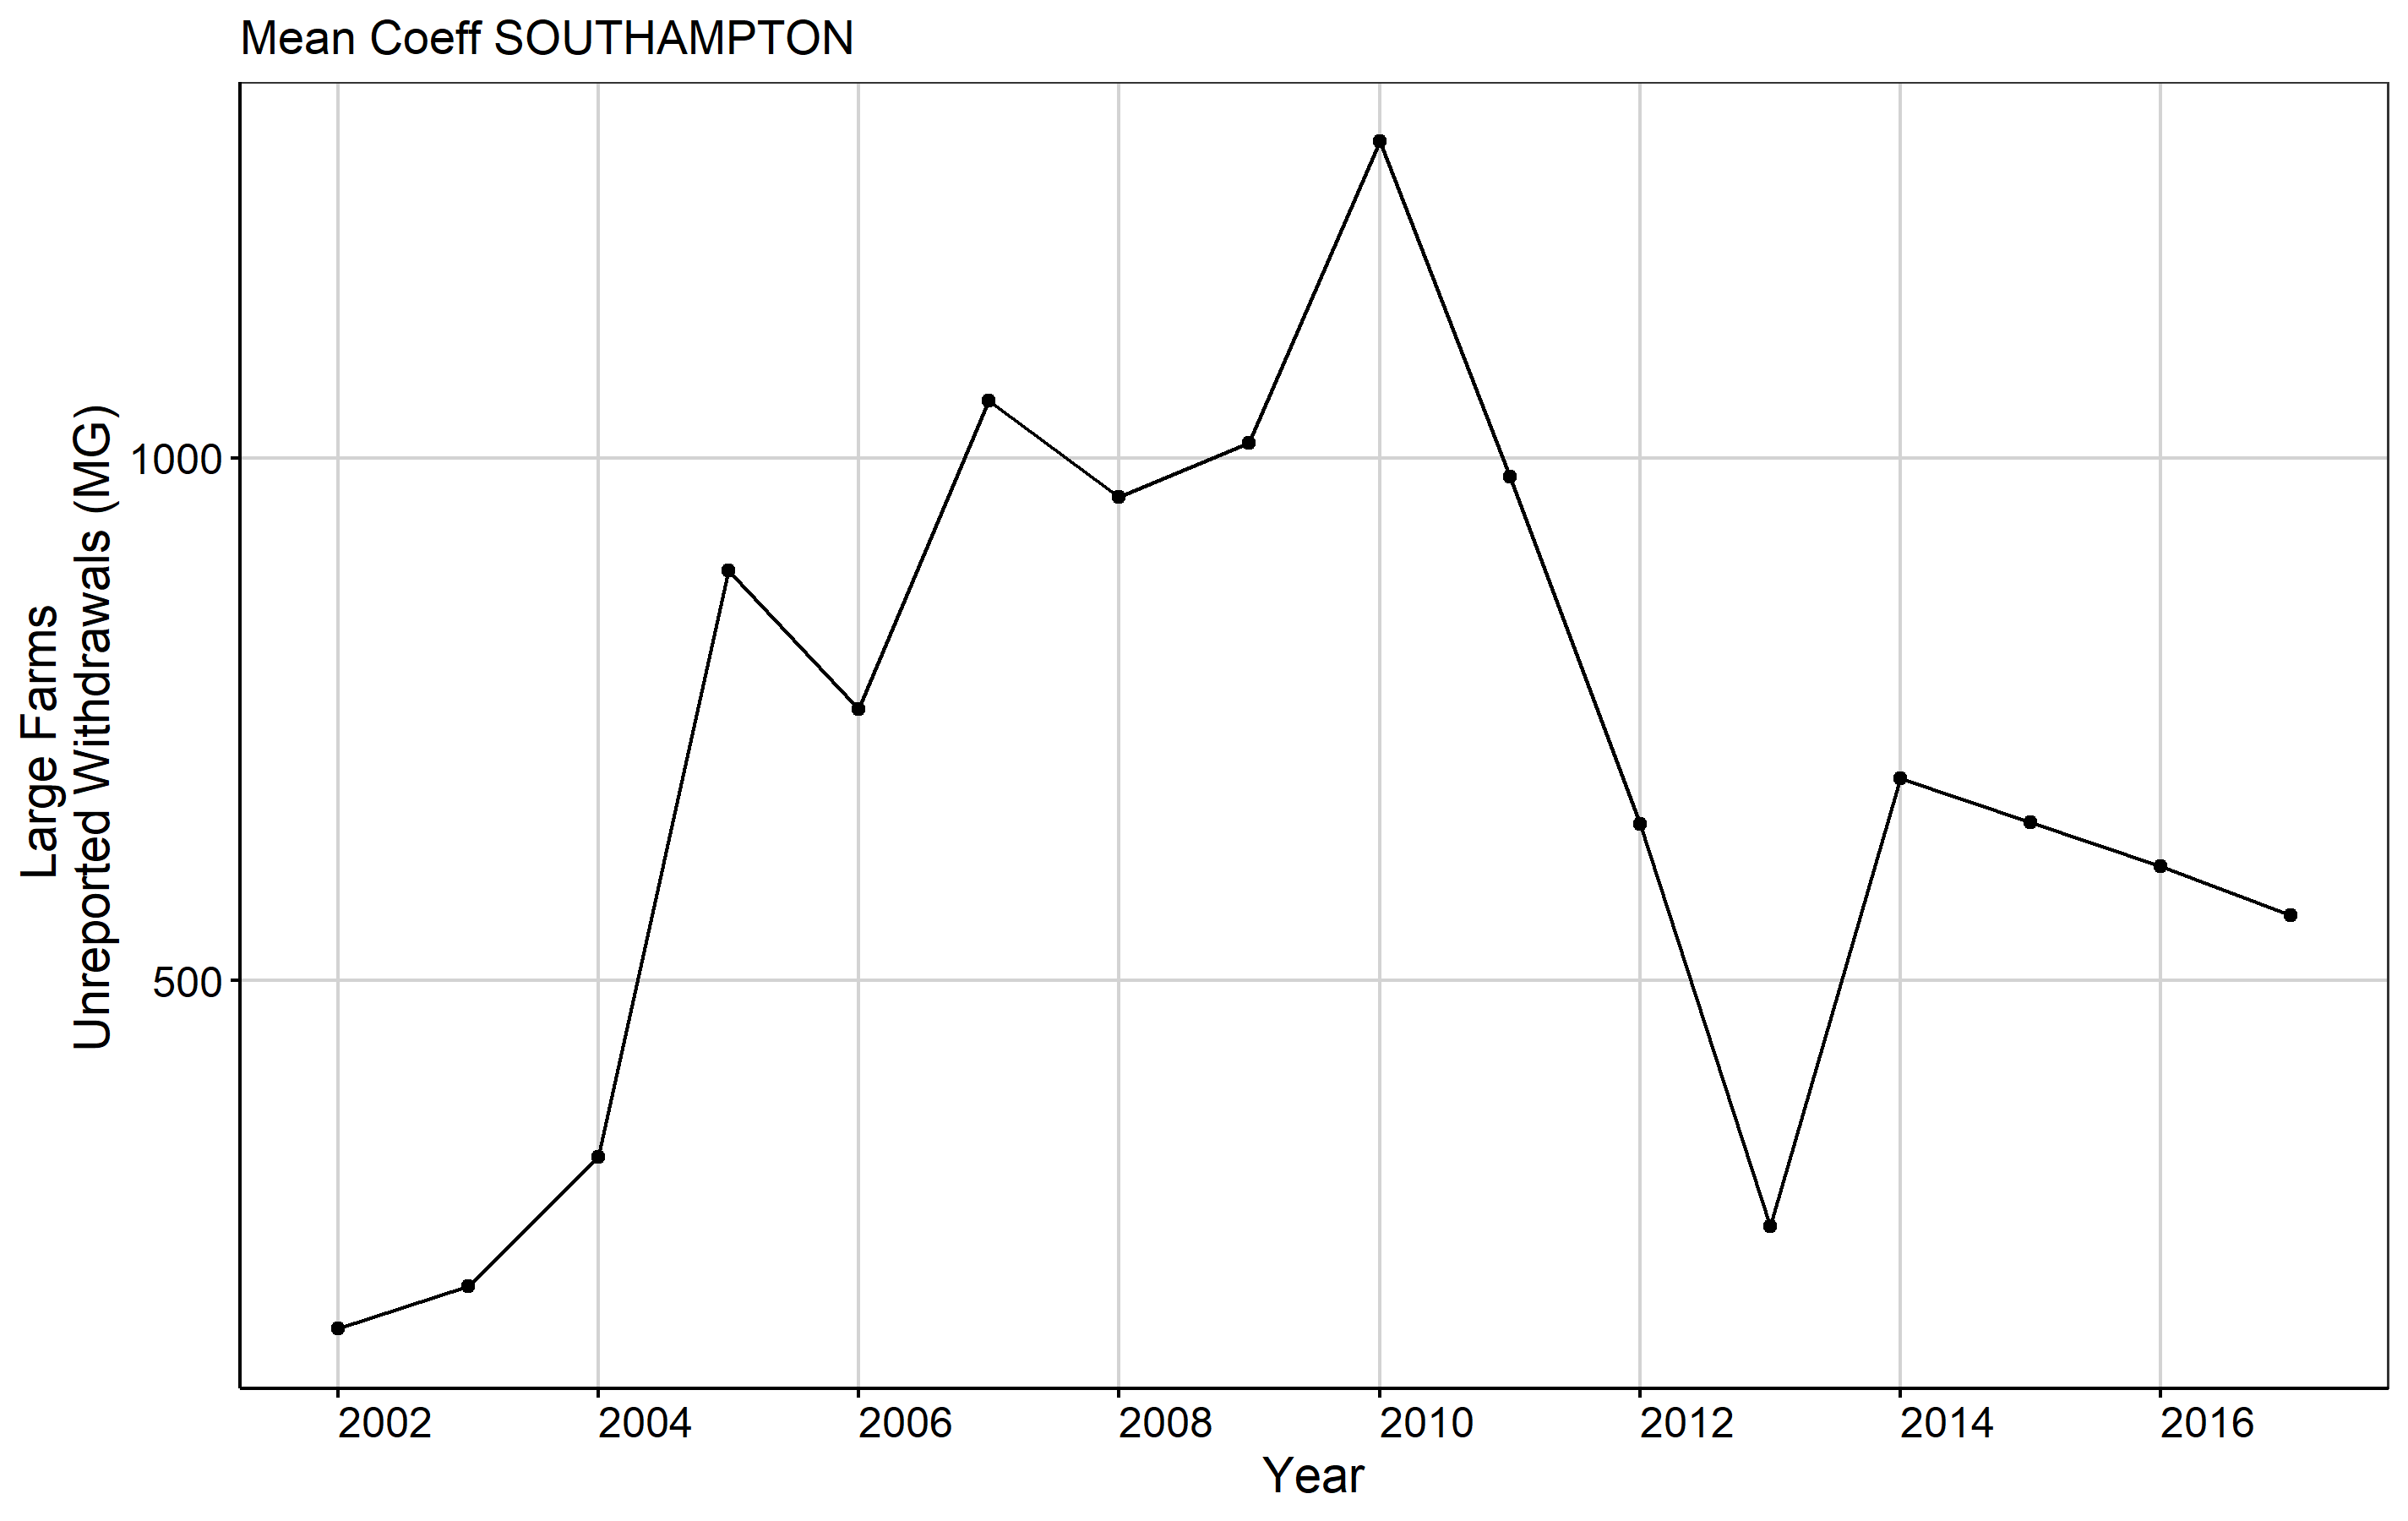 Mean Coeff SOUTHAMPTON
Large Farms
Unreported Withdrawals (MG)
1000
500
2002 2004 2006 2008 2010 2012 2014 2016
Year